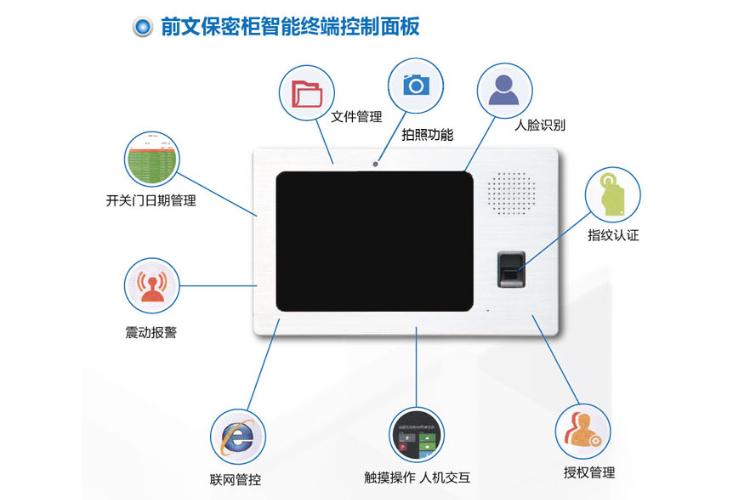 前文保密柜智能终端控制面板
文件管理
拍照功能
人脸识别
开关门日期管理
指纹认证
震动报警
联网管控
触摸操作 人机交互
授权管理